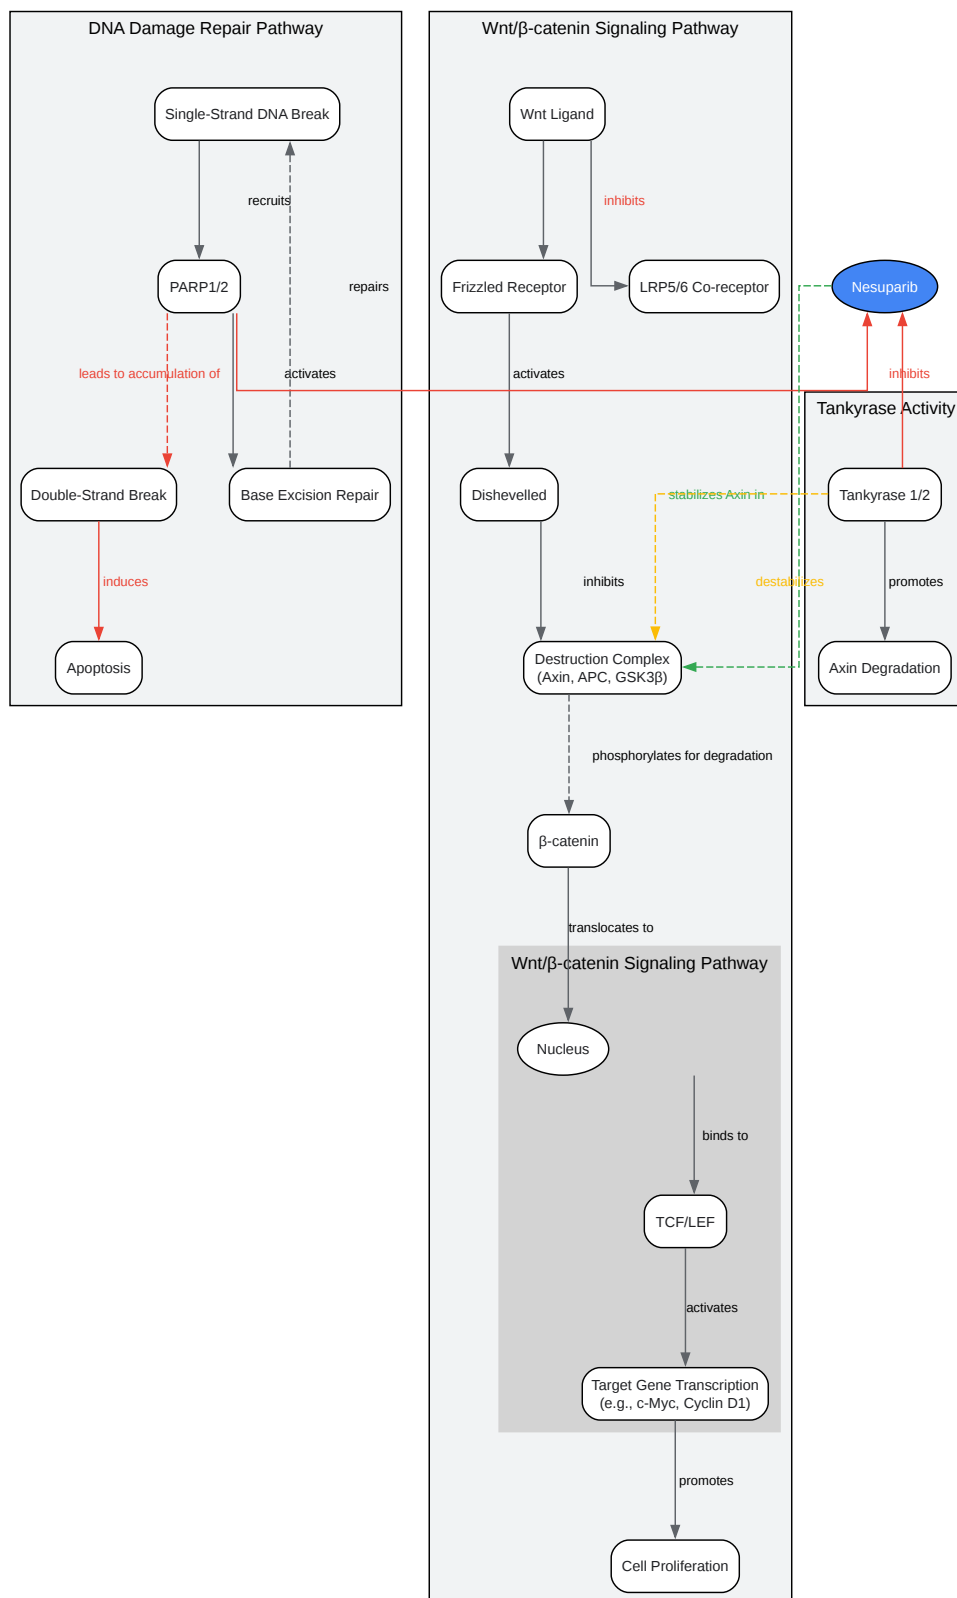 DNA Damage Repair Pathway
Wnt/β-catenin Signaling Pathway
Single-Strand DNA Break
Wnt Ligand
recruits
inhibits
PARP1/2
repairs
Frizzled Receptor
LRP5/6 Co-receptor
Nesuparib
leads to accumulation of
activates
activates
inhibits
Tankyrase Activity
Double-Strand Break
Base Excision Repair
Dishevelled
stabilizes Axin in
Tankyrase 1/2
induces
inhibits
destabilizes
promotes
Apoptosis
Destruction Complex
(Axin, APC, GSK3β)
Axin Degradation
phosphorylates for degradation
β-catenin
translocates to
Wnt/β-catenin Signaling Pathway
Nucleus
binds to
TCF/LEF
activates
Target Gene Transcription
(e.g., c-Myc, Cyclin D1)
promotes
Cell Proliferation